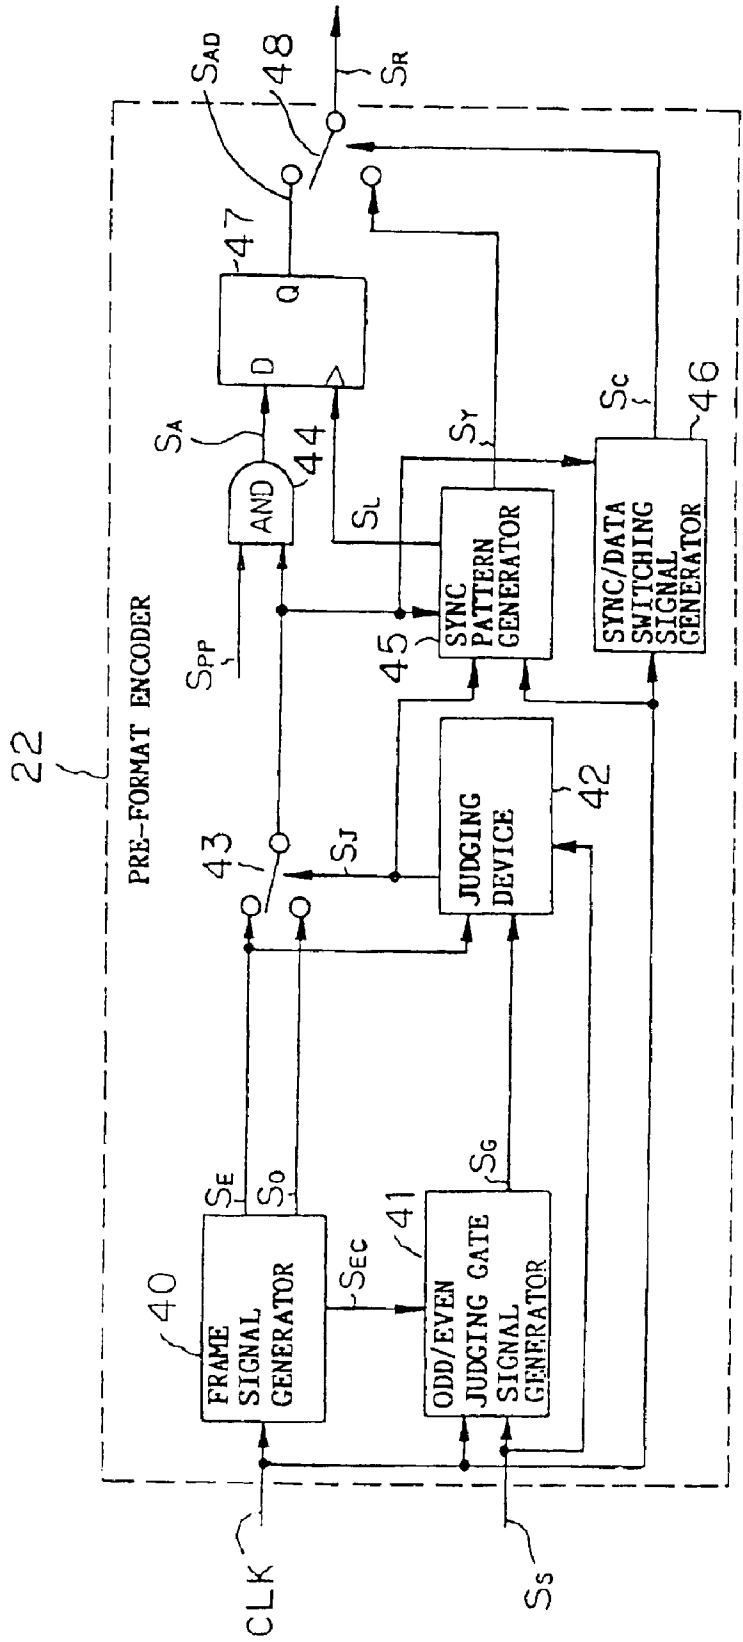 22
PRE-FORMAT ENCODER
CLK
SS
40
FRAME
SIGNAL
GENERATOR
SE
SO
SEC
41
ODD/EVEN
JUDGING GATE
SIGNAL
GENERATOR
SG
43
SJ
JUDGING
DEVICE
42
SPP
AND
44
SA
45
SYNC
PATTERN
GENERATOR
SL
SY
SYNC/DATA
SWITCHING
SIGNAL
GENERATOR
46
SC
D
Q
47
SAD
48
SR